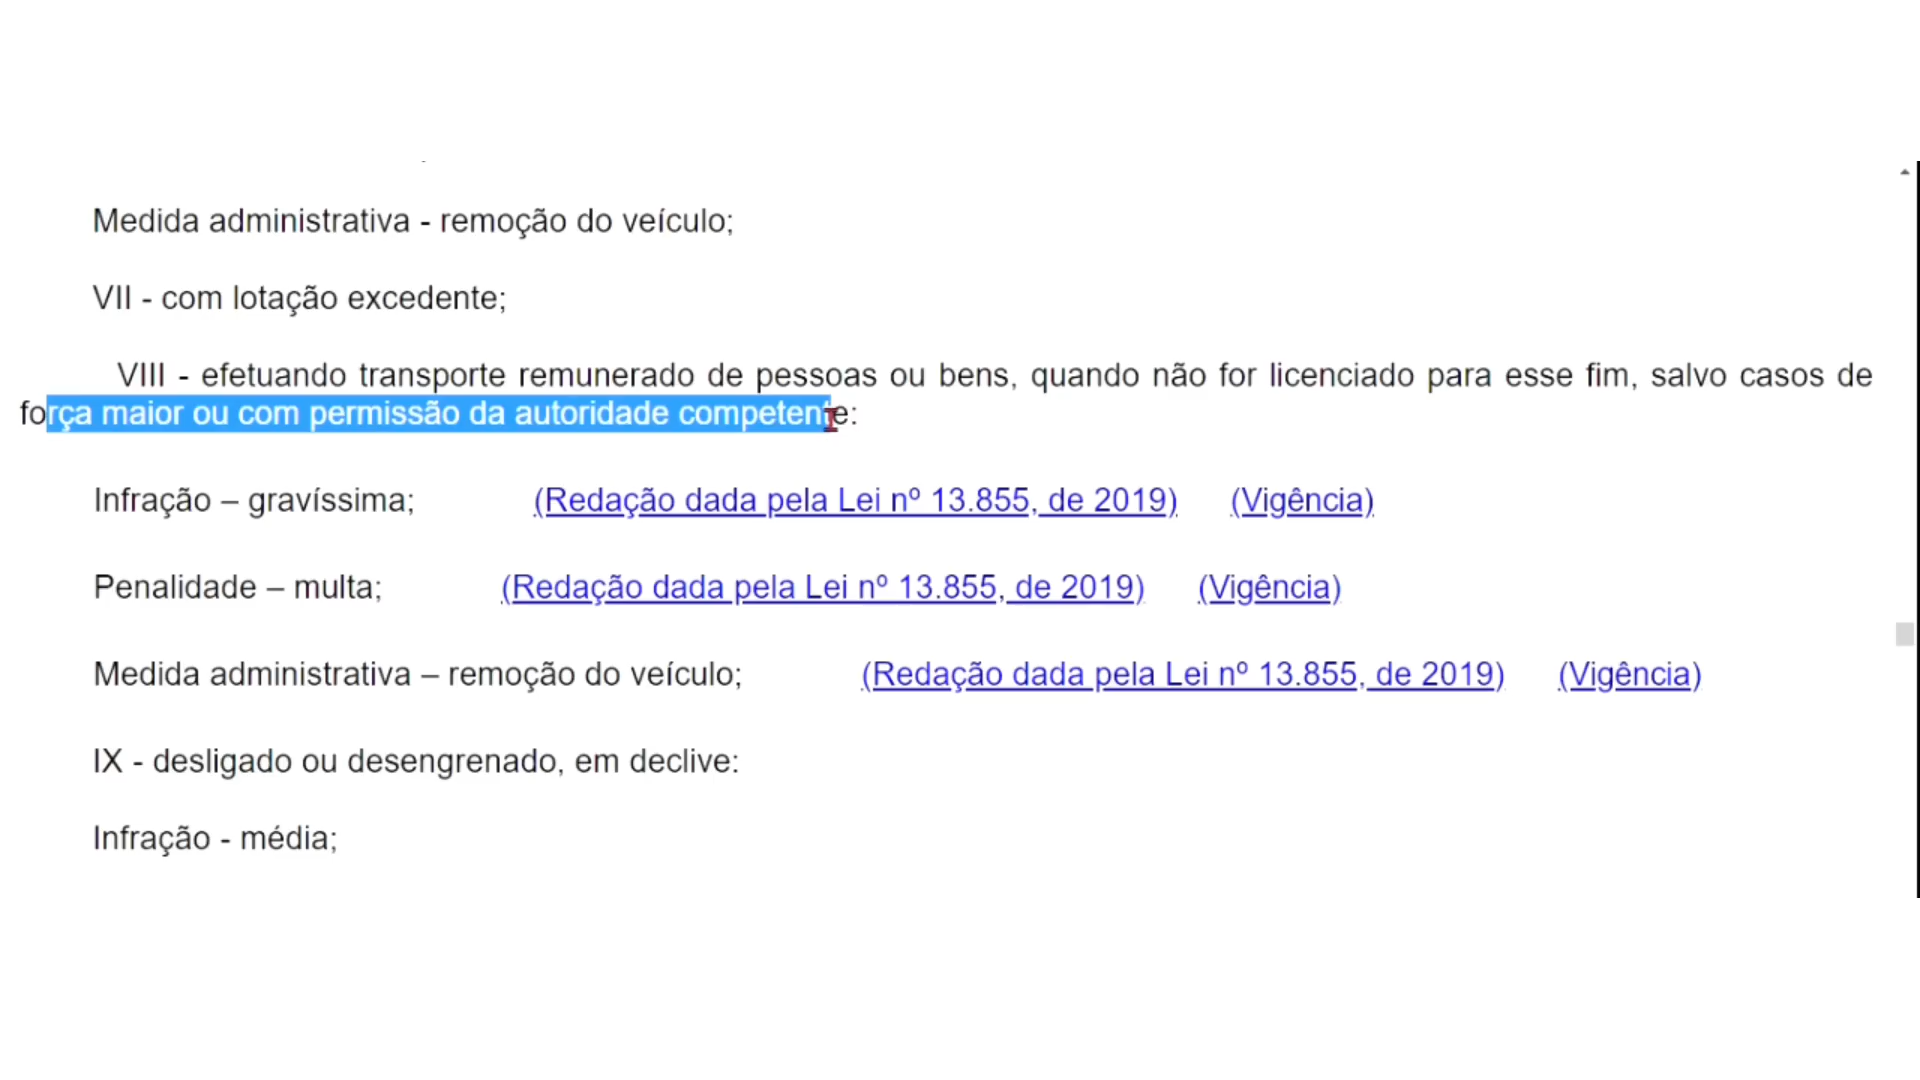 Medida administrativa - remoção do veículo;
VII - com lotação excedente;
VIII - efetuando transporte remunerado de pessoas ou bens, quando não for licenciado para esse fim, salvo casos de
força maior ou com permissão da autoridade competente:
Infração – gravíssima; (Redação dada pela Lei nº 13.855, de 2019) (Vigência)
Penalidade – multa; (Redação dada pela Lei nº 13.855, de 2019) (Vigência)
Medida administrativa – remoção do veículo; (Redação dada pela Lei nº 13.855, de 2019) (Vigência)
IX - desligado ou desengrenado, em declive:
Infração - média;